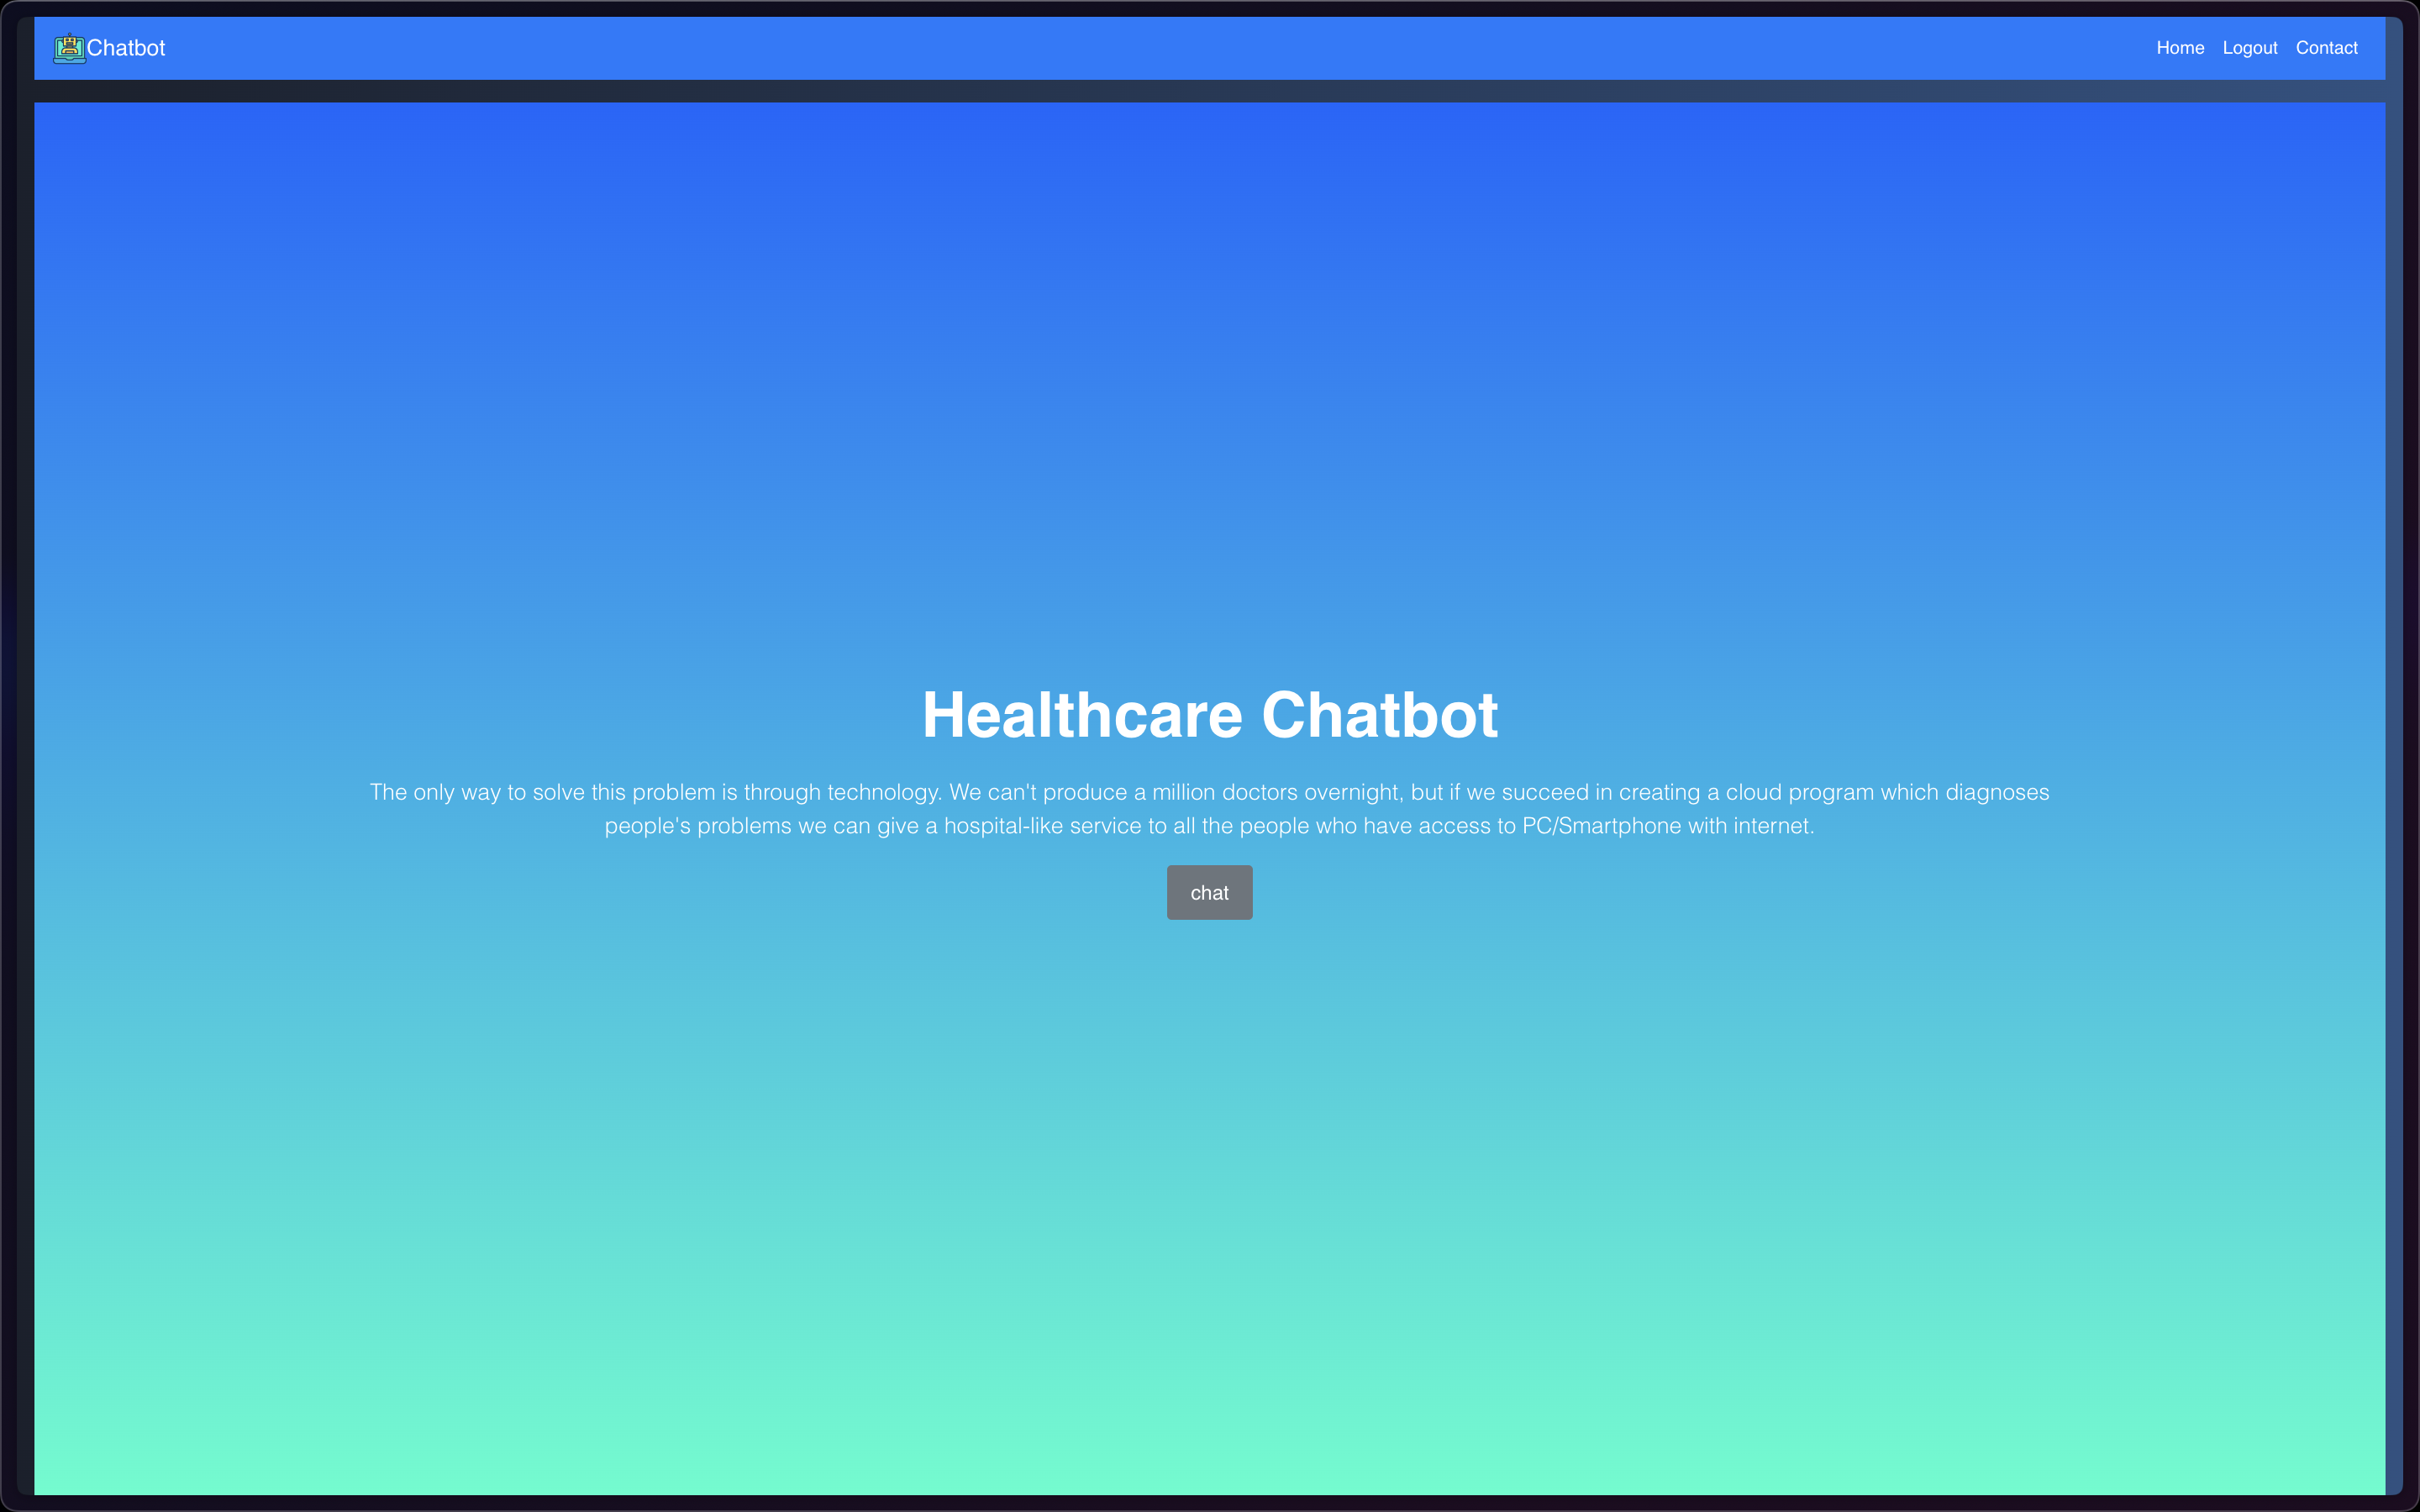 Chatbot
Home Logout Contact
Healthcare Chatbot
The only way to solve this problem is through technology. We can't produce a million doctors overnight, but if we succeed in creating a cloud program which diagnoses
people's problems we can give a hospital-like service to all the people who have access to PC/Smartphone with internet.
chat